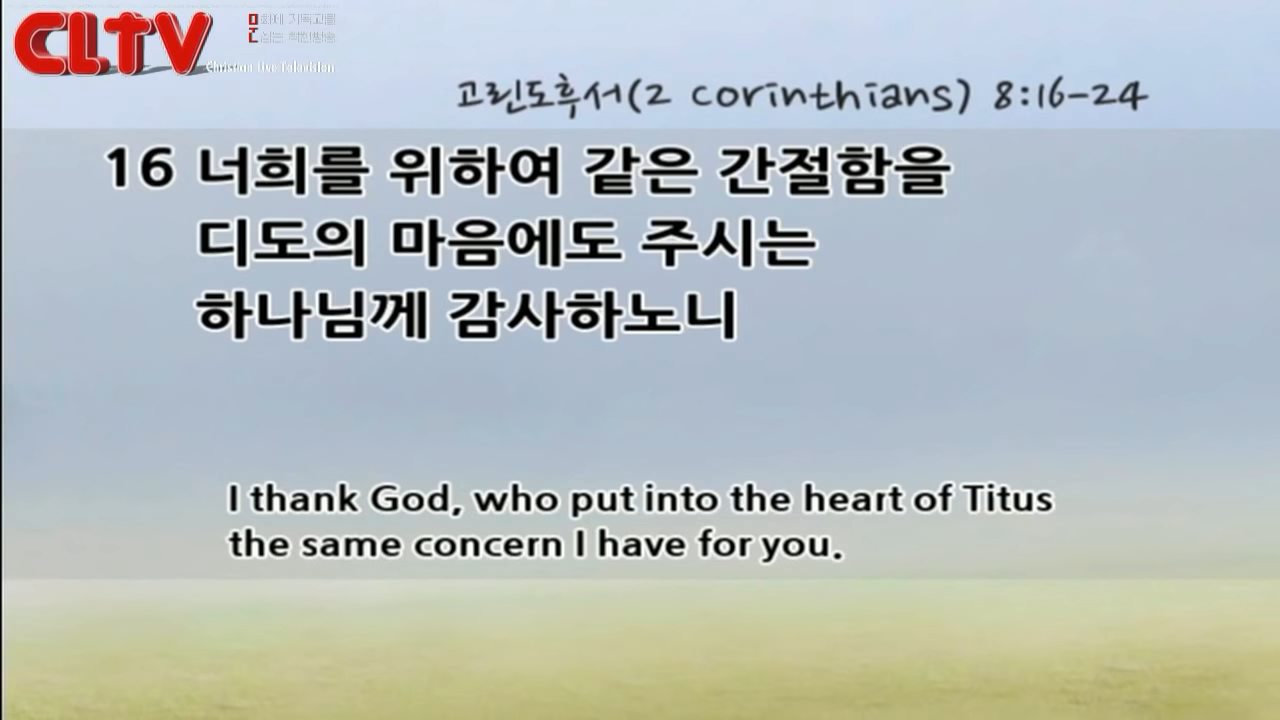 CLTV
Christian Live Television
고린도후서(2 corinthians) 8:16-24
16 너희를 위하여 같은 간절함을
디도의 마음에도 주시는
하나님께 감사하노니
I thank God, who put into the heart of Titus
the same concern I have for you.